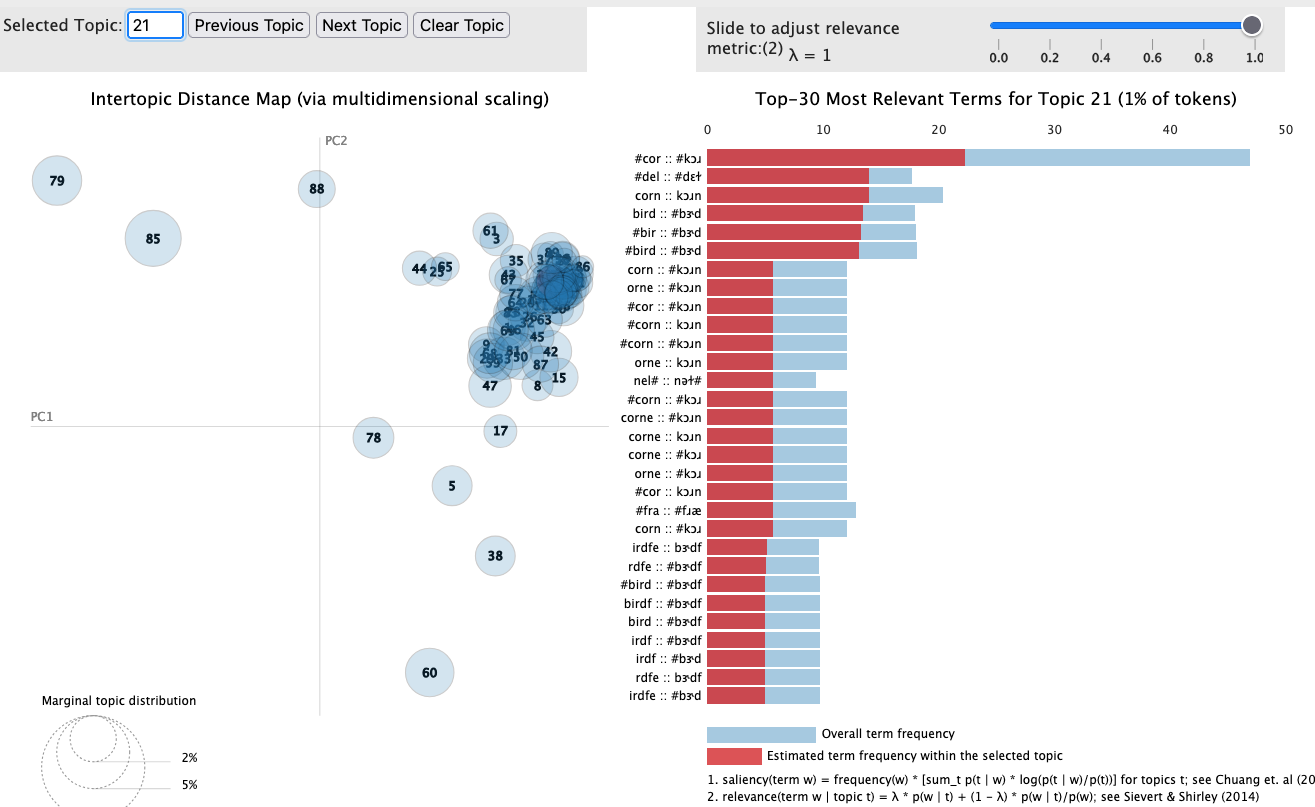 Selected Topic: 21 Previous Topic Next Topic Clear Topic
Slide to adjust relevance
metric:(2) λ = 1
0.0 0.2 0.4 0.6 0.8 1.0
Intertopic Distance Map (via multidimensional scaling)
PC2
PC1
79
85
88
61
3
44
25
65
35
86
67
77
63
45
9
50
42
87
15
47
8
17
78
5
38
60
Marginal topic distribution
2%
5%
Top-30 Most Relevant Terms for Topic 21 (1% of tokens)
0 10 20 30 40 50
#cor :: #kɔɹ
#del :: #dɛɫ
corn :: kɔɹn
bird :: #bɝd
#bir :: #bɝd
#bird :: #bɝd
corn :: #kɔɹn
orne :: #kɔɹn
#cor :: #kɔɹn
#corn :: kɔɹn
#corn :: #kɔɹn
orne :: kɔɹn
nel# :: nəɫ#
#corn :: #kɔɹ
corne :: #kɔɹn
corne :: kɔɹn
corne :: #kɔɹ
orne :: #kɔɹ
#cor :: kɔɹn
#fra :: #fɹæ
corn :: #kɔɹ
irdfe :: bɝdf
rdfe :: #bɝdf
#bird :: #bɝdf
birdf :: #bɝdf
bird :: #bɝdf
irdf :: #bɝdf
irdf :: #bɝd
rdfe :: bɝdf
irdfe :: #bɝd
Overall term frequency
Estimated term frequency within the selected topic
1. saliency(term w) = frequency(w) * [sum_t p(t | w) * log(p(t | w)/p(t))] for topics t; see Chuang et. al (20
2. relevance(term w | topic t) = λ * p(w | t) + (1 - λ) * p(w | t)/p(w); see Sievert & Shirley (2014)